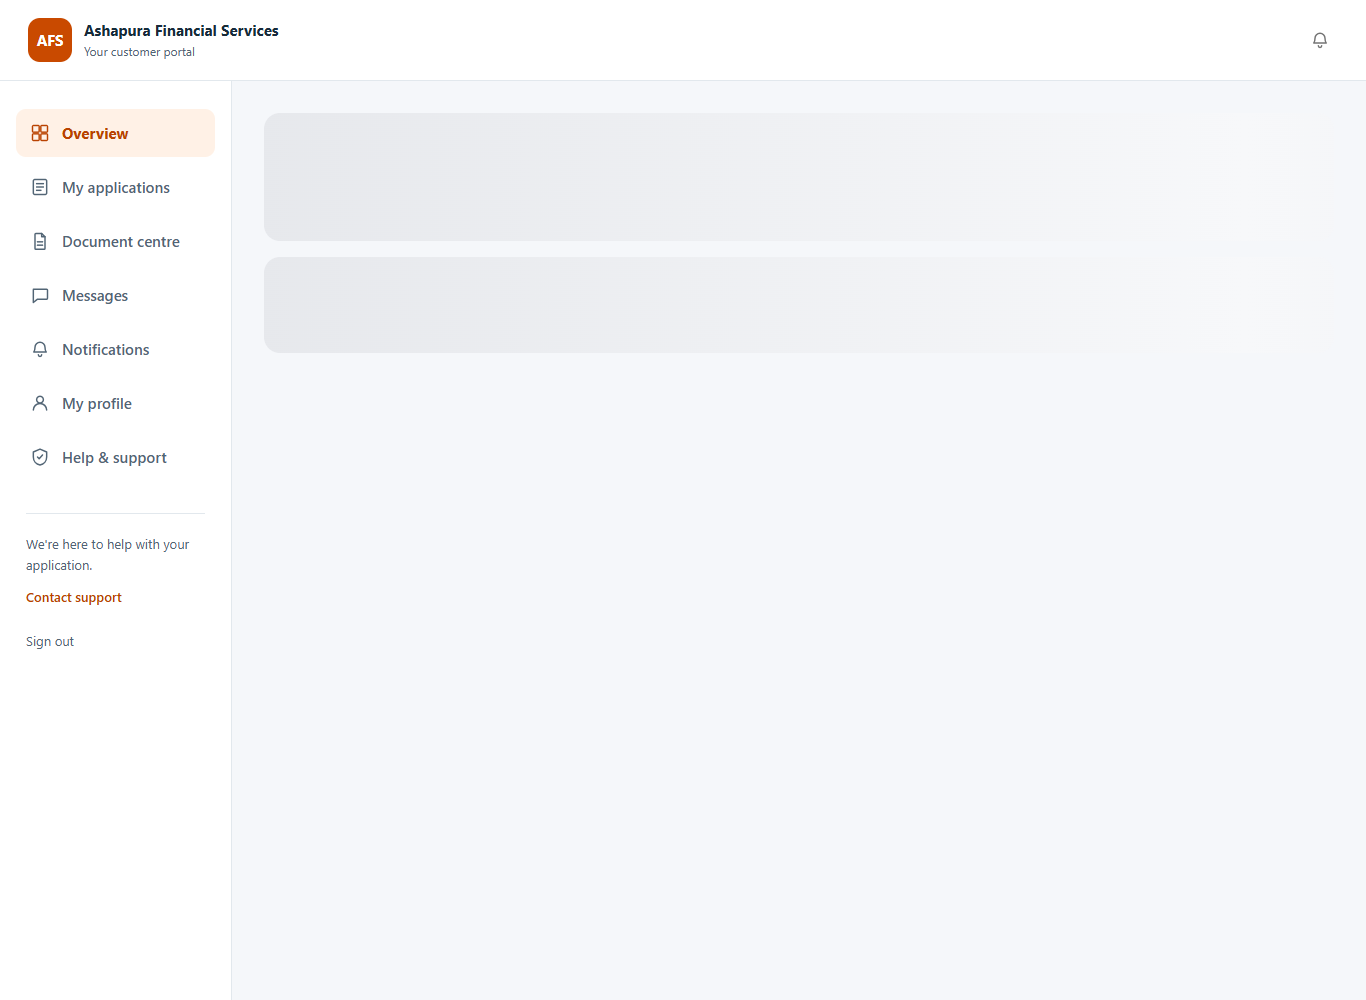 AFS
Ashapura Financial Services
Your customer portal
Overview
My applications
Document centre
Messages
Notifications
My profile
Help & support
We're here to help with your
application.
Contact support
Sign out